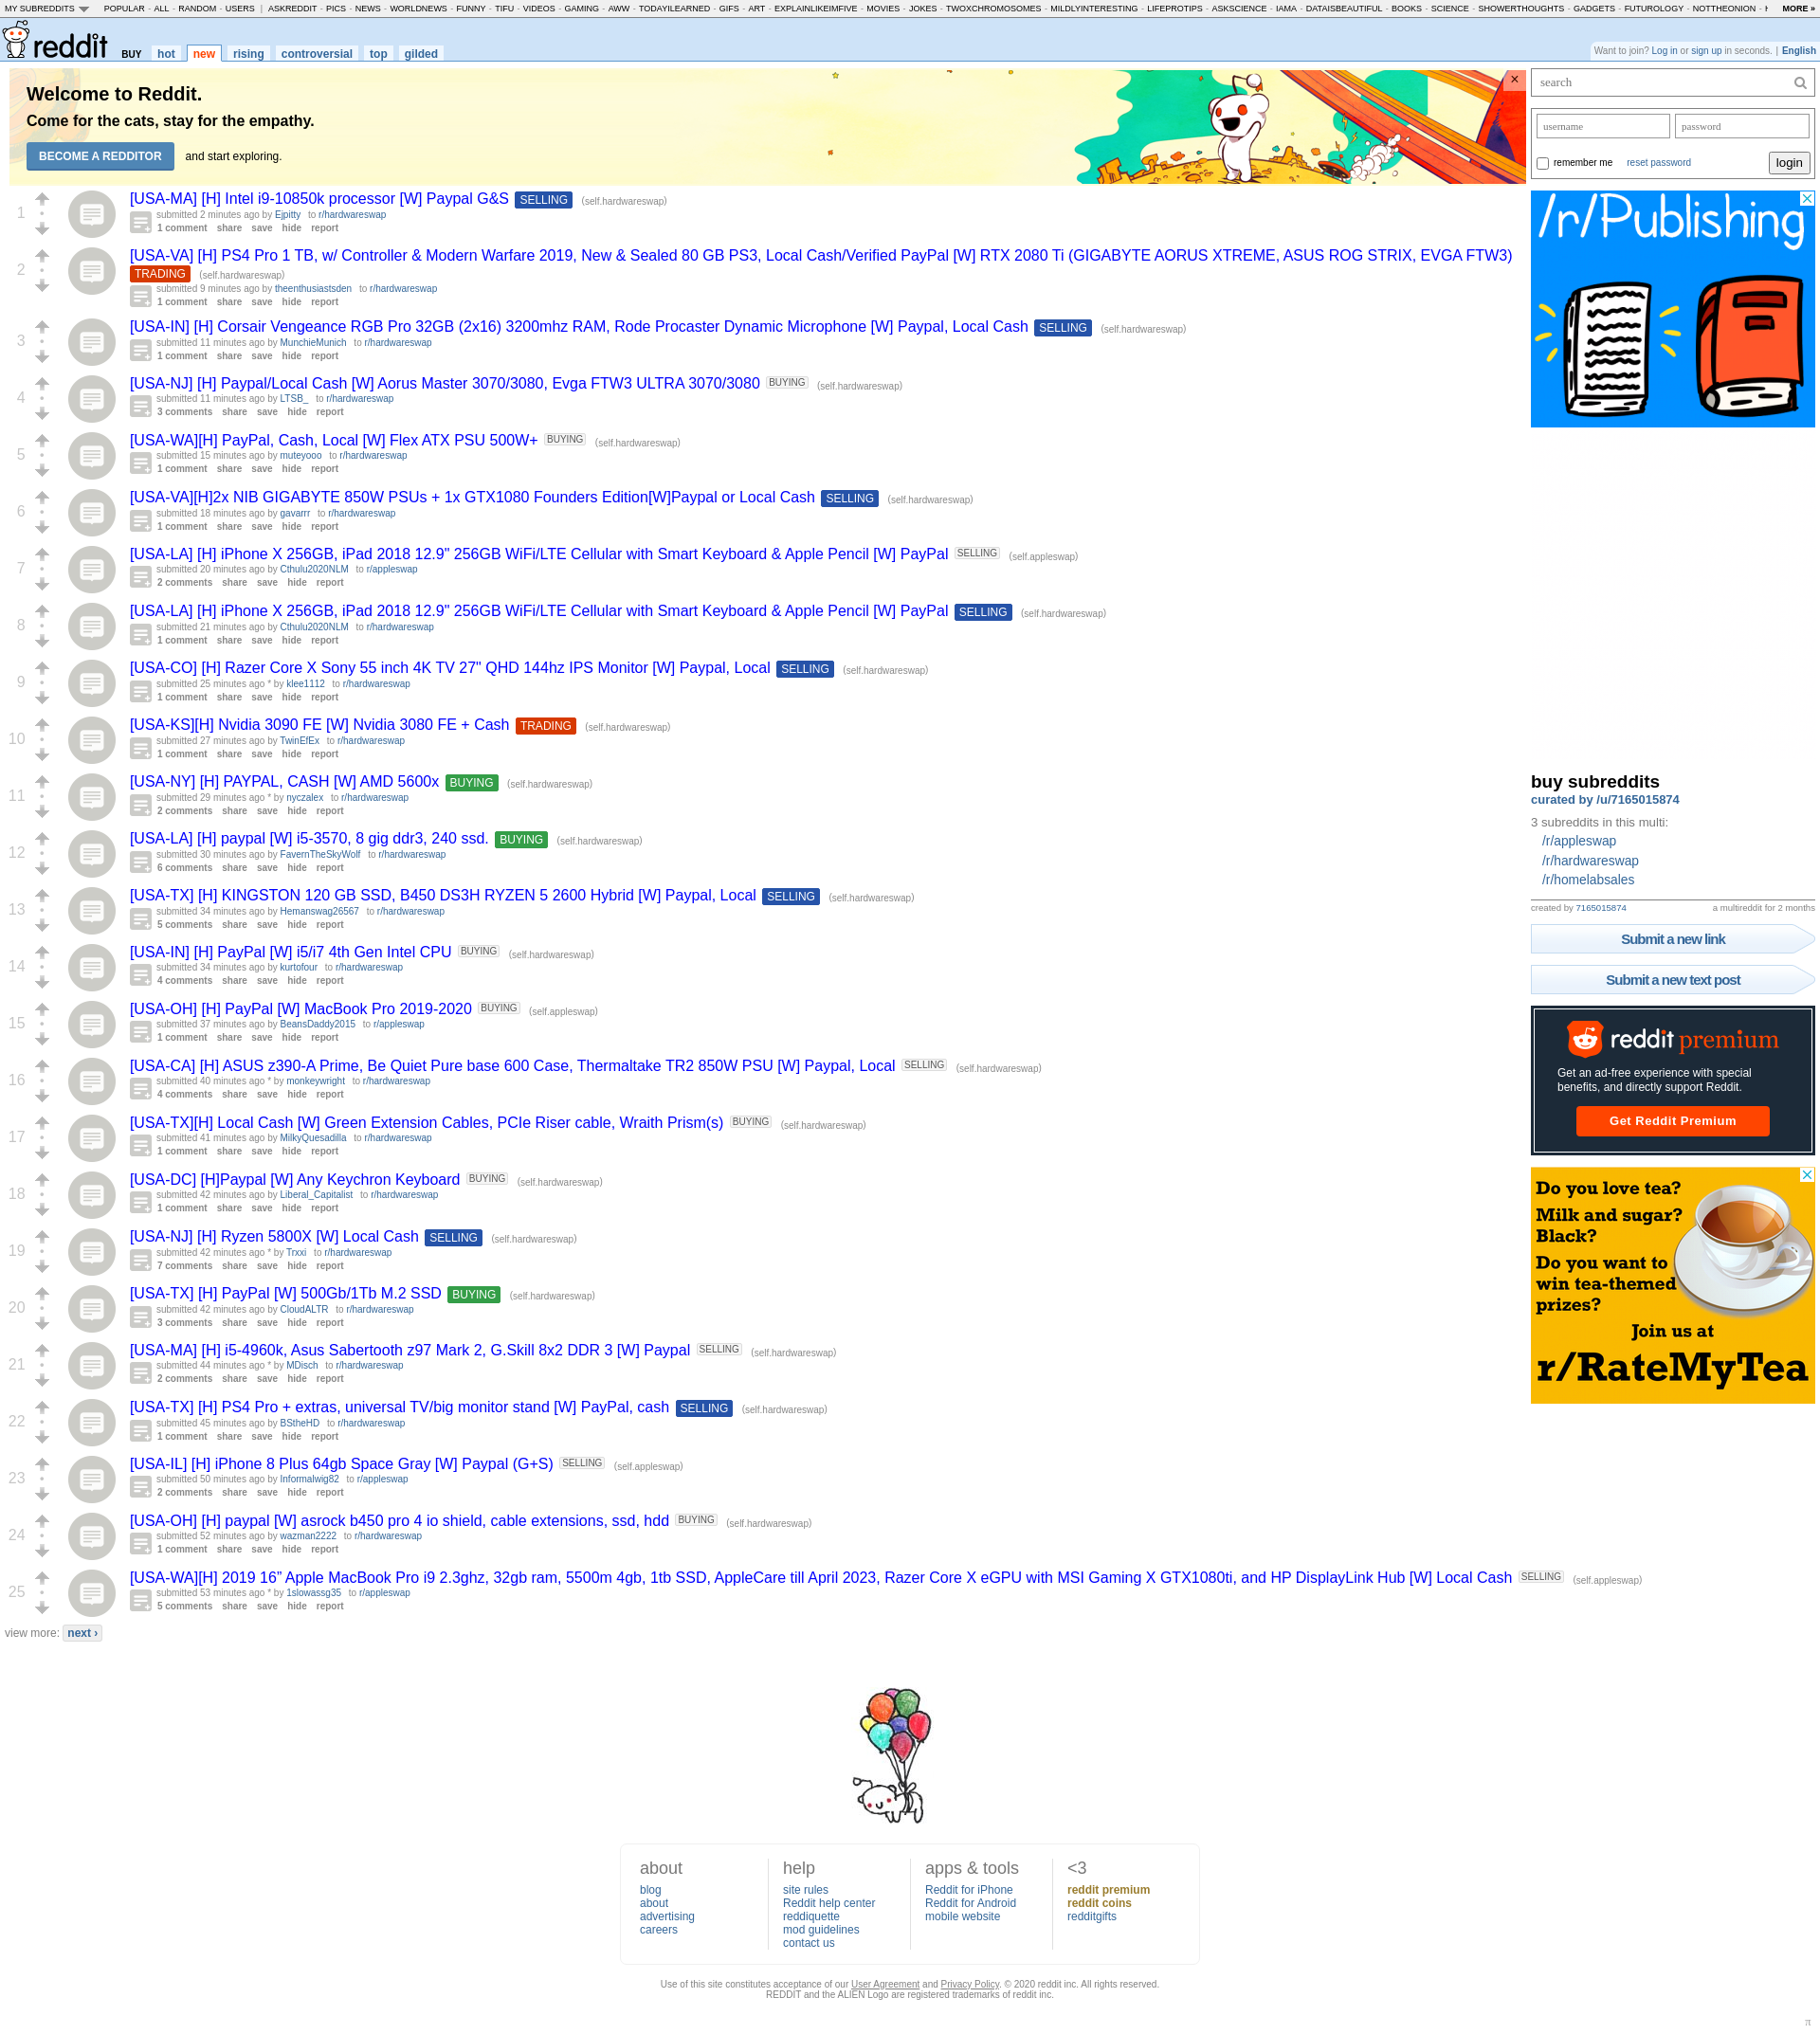 MY SUBREDDITS POPULAR - ALL - RANDOM - USERS | ASKREDDIT - PICS - NEWS - WORLDNEWS - FUNNY - TIFU - VIDEOS - GAMING - AWW - TODAYILEARNED - GIFS - ART - EXPLAINLIKEIMFIVE - MOVIES - JOKES - TWOXCHROMOSOMES - MILDLYINTERESTING - LIFEPROTIPS - ASKSCIENCE - IAMA - DATAISBEAUTIFUL - BOOKS - SCIENCE - SHOWERTHOUGHTS - GADGETS - FUTUROLOGY - NOTTHEONION - MORE »
reddit BUY hot new rising controversial top gilded
Want to join? Log in or sign up in seconds. | English
Welcome to Reddit.
Come for the cats, stay for the empathy.
BECOME A REDDITOR and start exploring.
×
1
[USA-MA] [H] Intel i9-10850k processor [W] Paypal G&S SELLING (self.hardwareswap)
submitted 2 minutes ago by Ejpitty to r/hardwareswap
1 comment share save hide report
2
[USA-VA] [H] PS4 Pro 1 TB, w/ Controller & Modern Warfare 2019, New & Sealed 80 GB PS3, Local Cash/Verified PayPal [W] RTX 2080 Ti (GIGABYTE AORUS XTREME, ASUS ROG STRIX, EVGA FTW3)
TRADING (self.hardwareswap)
submitted 9 minutes ago by theenthusiastsden to r/hardwareswap
1 comment share save hide report
3
[USA-IN] [H] Corsair Vengeance RGB Pro 32GB (2x16) 3200mhz RAM, Rode Procaster Dynamic Microphone [W] Paypal, Local Cash SELLING (self.hardwareswap)
submitted 11 minutes ago by MunchieMunich to r/hardwareswap
1 comment share save hide report
4
[USA-NJ] [H] Paypal/Local Cash [W] Aorus Master 3070/3080, Evga FTW3 ULTRA 3070/3080 BUYING (self.hardwareswap)
submitted 11 minutes ago by LTSB_ to r/hardwareswap
3 comments share save hide report
5
[USA-WA][H] PayPal, Cash, Local [W] Flex ATX PSU 500W+ BUYING (self.hardwareswap)
submitted 15 minutes ago by muteyooo to r/hardwareswap
1 comment share save hide report
6
[USA-VA][H]2x NIB GIGABYTE 850W PSUs + 1x GTX1080 Founders Edition[W]Paypal or Local Cash SELLING (self.hardwareswap)
submitted 18 minutes ago by gavarrr to r/hardwareswap
1 comment share save hide report
7
[USA-LA] [H] iPhone X 256GB, iPad 2018 12.9" 256GB WiFi/LTE Cellular with Smart Keyboard & Apple Pencil [W] PayPal SELLING (self.appleswap)
submitted 20 minutes ago by Cthulu2020NLM to r/appleswap
2 comments share save hide report
8
[USA-LA] [H] iPhone X 256GB, iPad 2018 12.9" 256GB WiFi/LTE Cellular with Smart Keyboard & Apple Pencil [W] PayPal SELLING (self.hardwareswap)
submitted 21 minutes ago by Cthulu2020NLM to r/hardwareswap
1 comment share save hide report
9
[USA-CO] [H] Razer Core X Sony 55 inch 4K TV 27" QHD 144hz IPS Monitor [W] Paypal, Local SELLING (self.hardwareswap)
submitted 25 minutes ago * by klee1112 to r/hardwareswap
1 comment share save hide report
10
[USA-KS][H] Nvidia 3090 FE [W] Nvidia 3080 FE + Cash TRADING (self.hardwareswap)
submitted 27 minutes ago by TwinEfEx to r/hardwareswap
1 comment share save hide report
11
[USA-NY] [H] PAYPAL, CASH [W] AMD 5600x BUYING (self.hardwareswap)
submitted 29 minutes ago * by nyczalex to r/hardwareswap
2 comments share save hide report
12
[USA-LA] [H] paypal [W] i5-3570, 8 gig ddr3, 240 ssd. BUYING (self.hardwareswap)
submitted 30 minutes ago by FavernTheSkyWolf to r/hardwareswap
6 comments share save hide report
13
[USA-TX] [H] KINGSTON 120 GB SSD, B450 DS3H RYZEN 5 2600 Hybrid [W] Paypal, Local SELLING (self.hardwareswap)
submitted 34 minutes ago by Hemanswag26567 to r/hardwareswap
5 comments share save hide report
14
[USA-IN] [H] PayPal [W] i5/i7 4th Gen Intel CPU BUYING (self.hardwareswap)
submitted 34 minutes ago by kurtofour to r/hardwareswap
4 comments share save hide report
15
[USA-OH] [H] PayPal [W] MacBook Pro 2019-2020 BUYING (self.appleswap)
submitted 37 minutes ago by BeansDaddy2015 to r/appleswap
1 comment share save hide report
16
[USA-CA] [H] ASUS z390-A Prime, Be Quiet Pure base 600 Case, Thermaltake TR2 850W PSU [W] Paypal, Local SELLING (self.hardwareswap)
submitted 40 minutes ago * by monkeywright to r/hardwareswap
4 comments share save hide report
17
[USA-TX][H] Local Cash [W] Green Extension Cables, PCIe Riser cable, Wraith Prism(s) BUYING (self.hardwareswap)
submitted 41 minutes ago by MilkyQuesadilla to r/hardwareswap
1 comment share save hide report
18
[USA-DC] [H]Paypal [W] Any Keychron Keyboard BUYING (self.hardwareswap)
submitted 42 minutes ago by Liberal_Capitalist to r/hardwareswap
1 comment share save hide report
19
[USA-NJ] [H] Ryzen 5800X [W] Local Cash SELLING (self.hardwareswap)
submitted 42 minutes ago * by Trxxi to r/hardwareswap
7 comments share save hide report
20
[USA-TX] [H] PayPal [W] 500Gb/1Tb M.2 SSD BUYING (self.hardwareswap)
submitted 42 minutes ago by CloudALTR to r/hardwareswap
3 comments share save hide report
21
[USA-MA] [H] i5-4960k, Asus Sabertooth z97 Mark 2, G.Skill 8x2 DDR 3 [W] Paypal SELLING (self.hardwareswap)
submitted 44 minutes ago * by MDisch to r/hardwareswap
2 comments share save hide report
22
[USA-TX] [H] PS4 Pro + extras, universal TV/big monitor stand [W] PayPal, cash SELLING (self.hardwareswap)
submitted 45 minutes ago by BStheHD to r/hardwareswap
1 comment share save hide report
23
[USA-IL] [H] iPhone 8 Plus 64gb Space Gray [W] Paypal (G+S) SELLING (self.appleswap)
submitted 50 minutes ago by Informalwig82 to r/appleswap
2 comments share save hide report
24
[USA-OH] [H] paypal [W] asrock b450 pro 4 io shield, cable extensions, ssd, hdd BUYING (self.hardwareswap)
submitted 52 minutes ago by wazman2222 to r/hardwareswap
1 comment share save hide report
25
[USA-WA][H] 2019 16” Apple MacBook Pro i9 2.3ghz, 32gb ram, 5500m 4gb, 1tb SSD, AppleCare till April 2023, Razer Core X eGPU with MSI Gaming X GTX1080ti, and HP DisplayLink Hub [W] Local Cash SELLING (self.appleswap)
submitted 53 minutes ago * by 1slowassg35 to r/appleswap
5 comments share save hide report
view more: next ›
search
username password
remember me reset password login
/r/Publishing
buy subreddits
curated by /u/7165015874
3 subreddits in this multi:
/r/appleswap
/r/hardwareswap
/r/homelabsales
created by 7165015874 a multireddit for 2 months
Submit a new link
Submit a new text post
reddit premium
Get an ad-free experience with special
benefits, and directly support Reddit.
Get Reddit Premium
Do you love tea?
Milk and sugar?
Black?
Do you want to
win tea-themed
prizes?
Join us at
r/RateMyTea
about
blog
about
advertising
careers
help
site rules
Reddit help center
reddiquette
mod guidelines
contact us
apps & tools
Reddit for iPhone
Reddit for Android
mobile website
<3
reddit premium
reddit coins
redditgifts
Use of this site constitutes acceptance of our User Agreement and Privacy Policy. © 2020 reddit inc. All rights reserved.
REDDIT and the ALIEN Logo are registered trademarks of reddit inc.
π